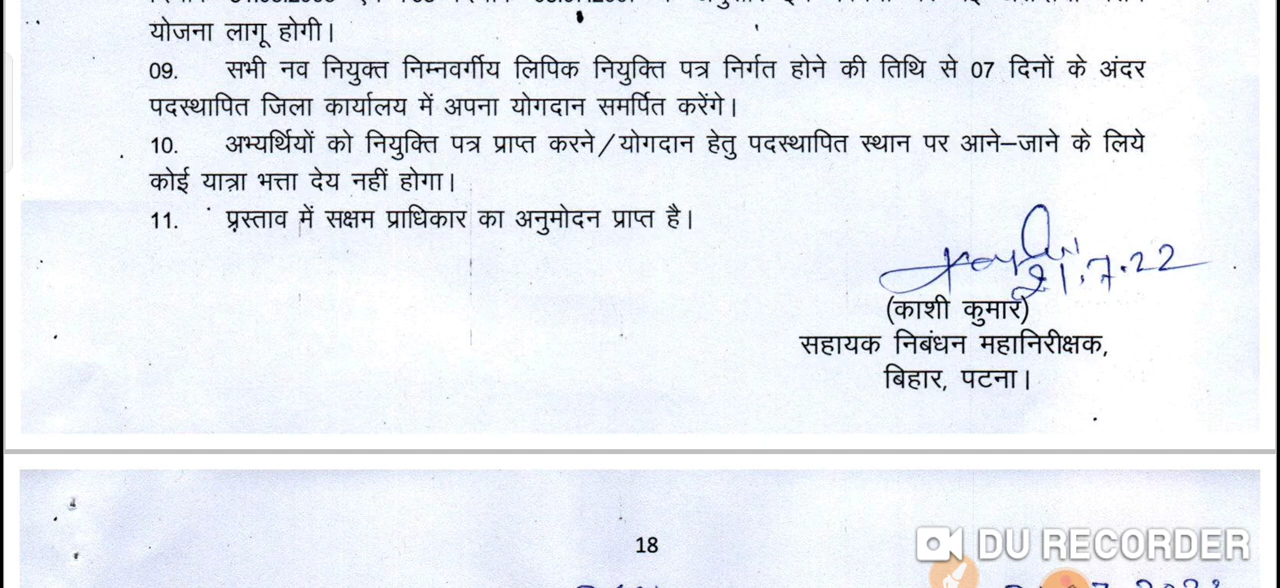 योजना लागू होगी।
09. सभी नव नियुक्त निम्नवर्गीय लिपिक नियुक्ति पत्र निर्गत होने की तिथि से 07 दिनों के अंदर
पदस्थापित जिला कार्यालय में अपना योगदान समर्पित करेंगे।
10. अभ्यर्थियों को नियुक्ति पत्र प्राप्त करने/योगदान हेतु पदस्थापित स्थान पर आने–जाने के लिये
कोई यात्रा भत्ता देय नहीं होगा।
11. प्रस्ताव में सक्षम प्राधिकार का अनुमोदन प्राप्त है।
21.7.22
(काशी कुमार)
सहायक निबंधन महानिरीक्षक,
बिहार, पटना।
18
DU RECORDER